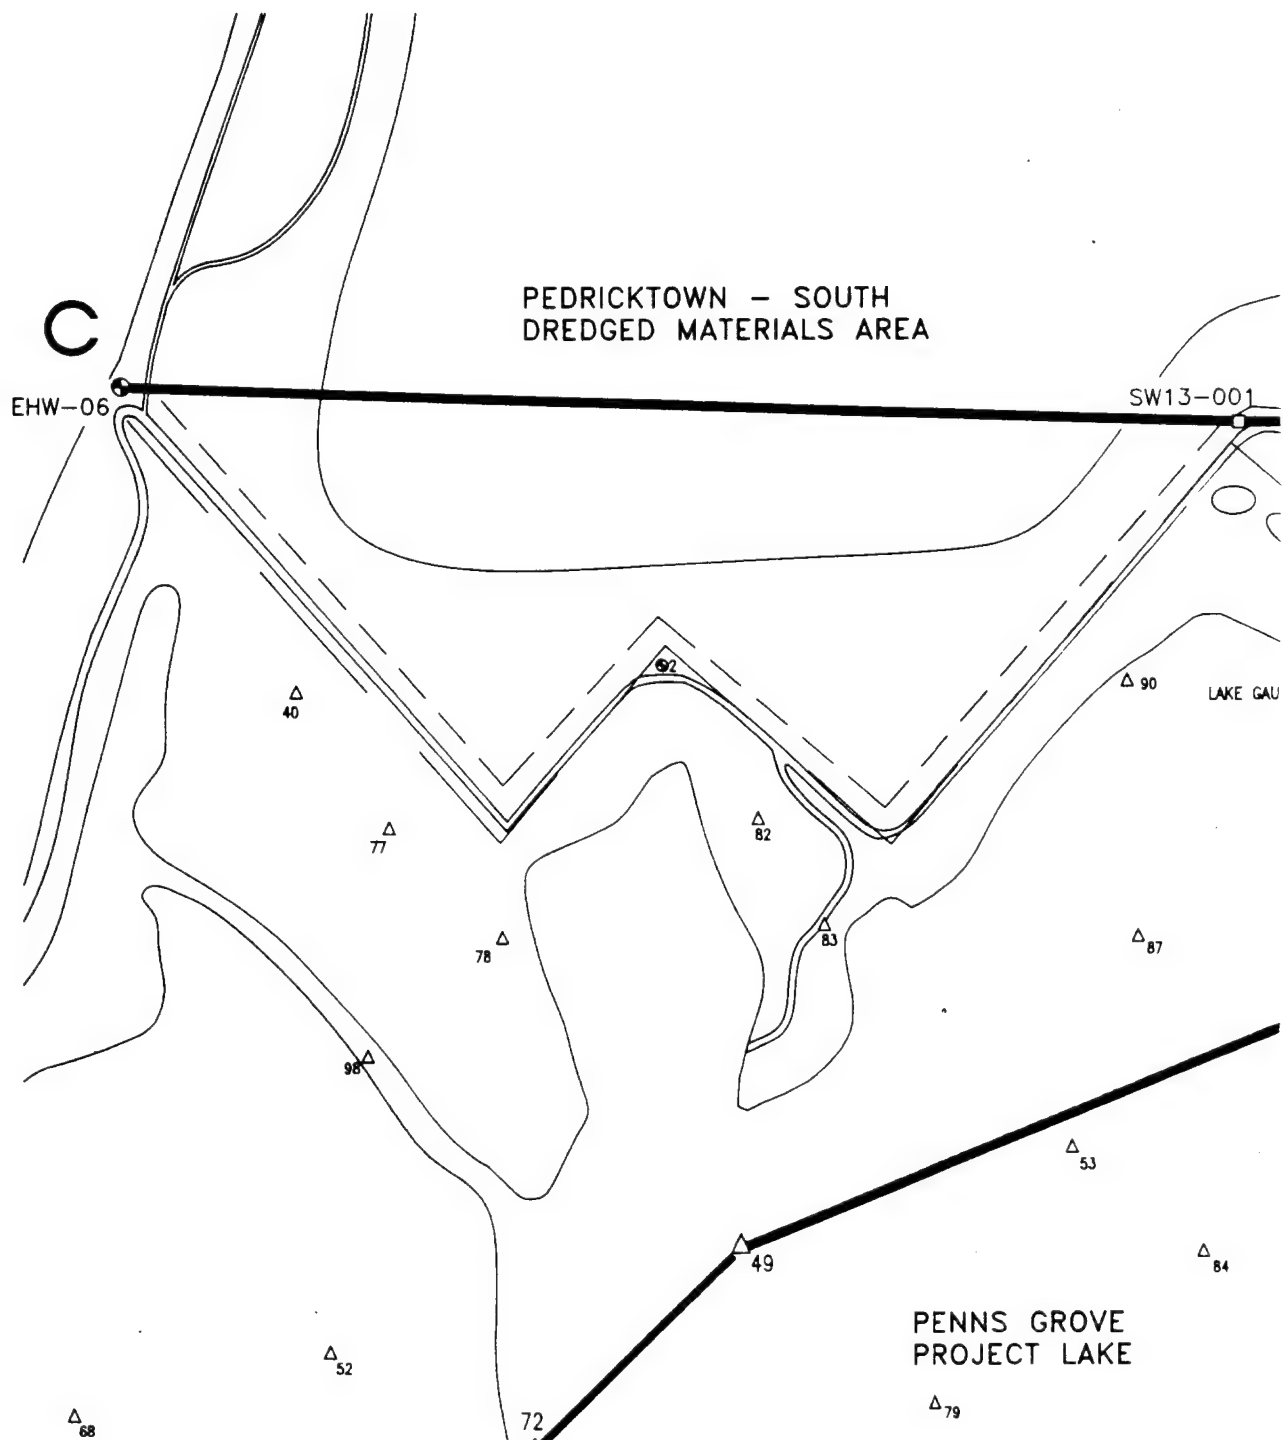 PEDRICKTOWN – SOUTH
DREDGED MATERIALS AREA
C
EHW–06
SW13–001
92
90
LAKE GAU
40
82
77
83
87
78
98
53
49
84
PENNS GROVE
PROJECT LAKE
52
79
72
68